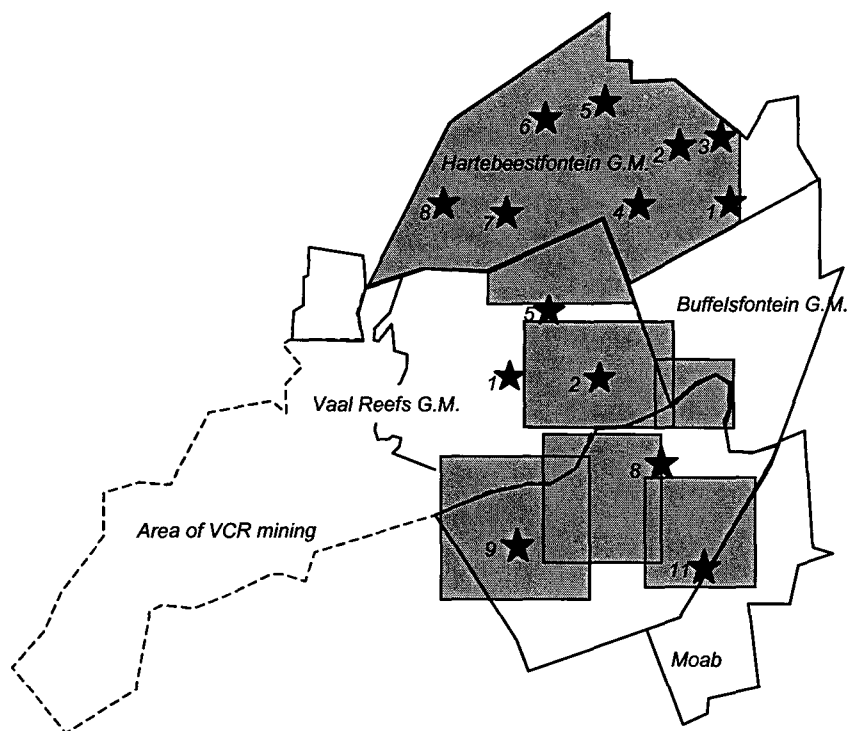 5
6
3
2
Hartebeestfontein G.M.
8
7
4
1
Buffelsfontein G.M.
5
1
2
Vaal Reefs G.M.
8
Area of VCR mining
9
11
Moab